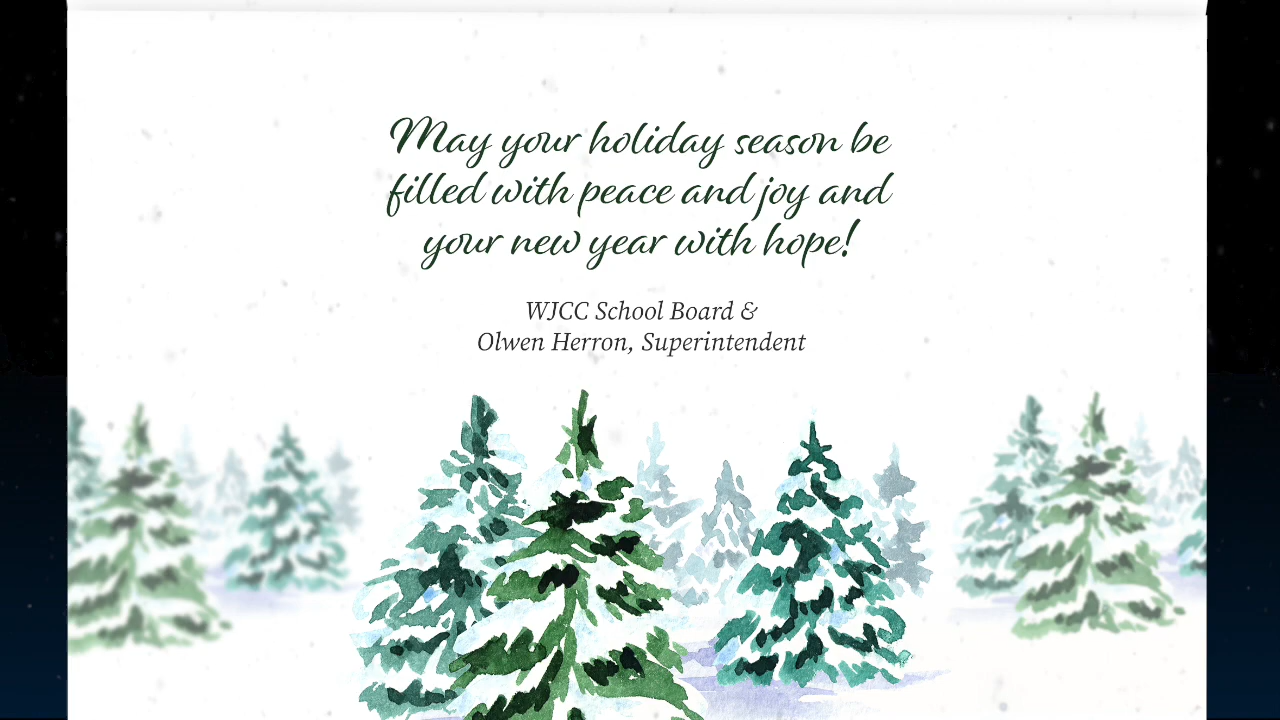 May your holiday season be
filled with peace and joy and
your new year with hope!
WJCC School Board &
Olwen Herron, Superintendent